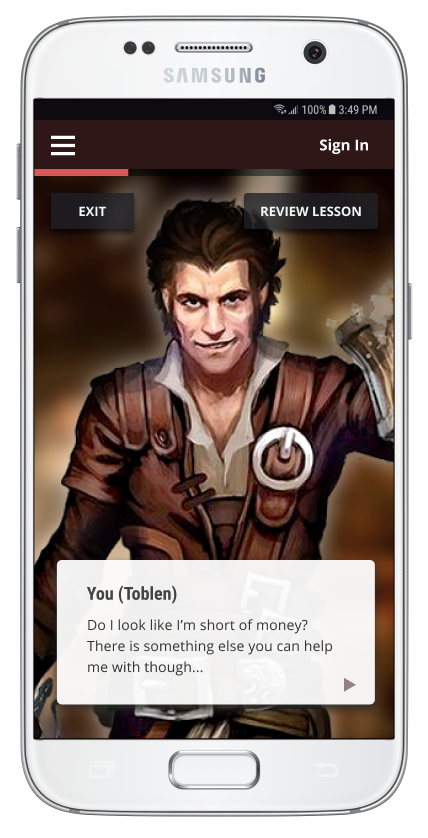 SAMSUNG
100% 3:49 PM
Sign In
EXIT
REVIEW LESSON
You (Toblen)
Do I look like I’m short of money?
There is something else you can help
me with though...